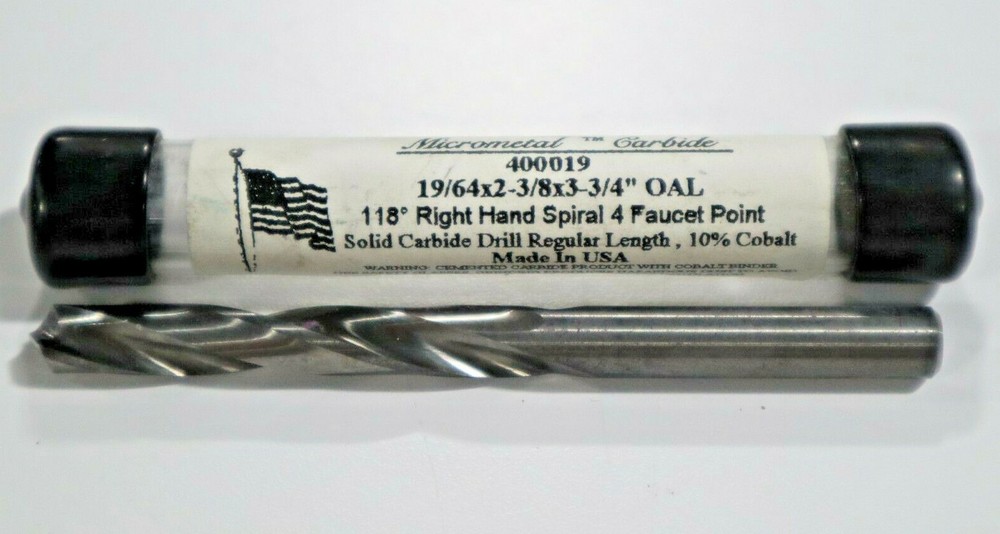 Micrometal ™ Carbide
400019
19/64x2-3/8x3-3/4" OAL
118° Right Hand Spiral 4 Faucet Point
Solid Carbide Drill Regular Length , 10% Cobalt
Made In USA
WARNING: CEMENTED CARBIDE PRODUCT WITH COBALT BINDER